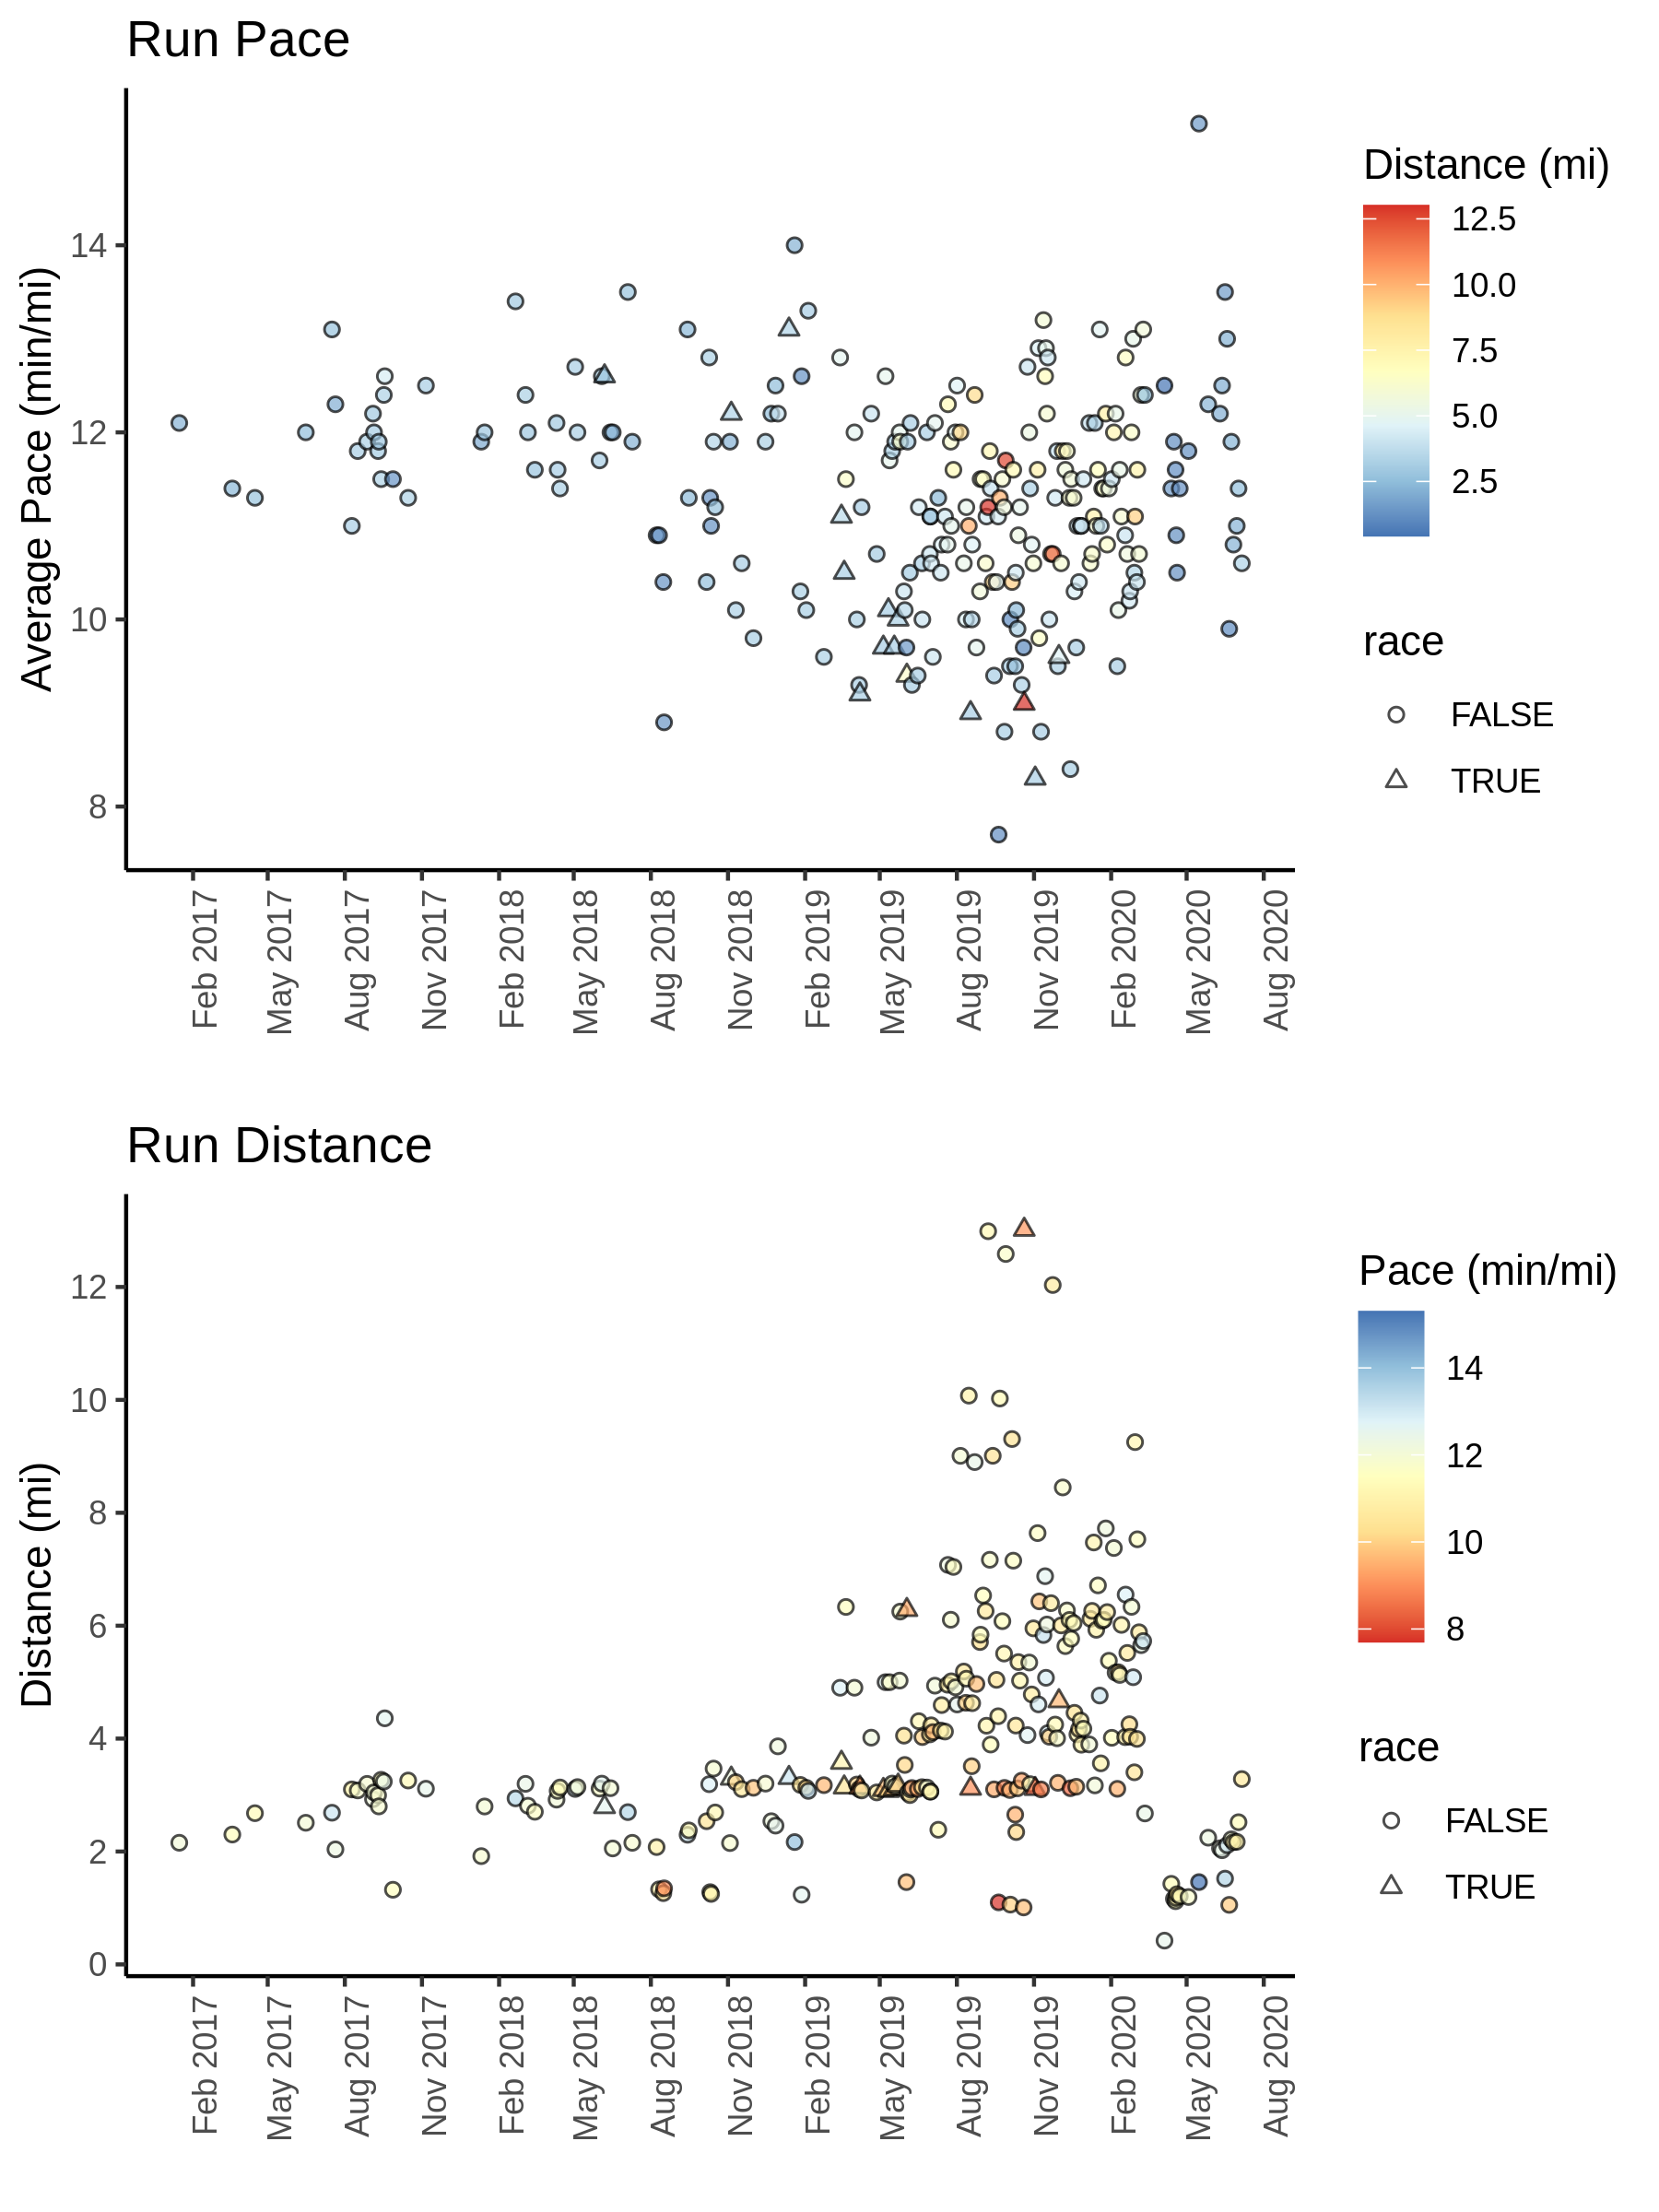 Run Pace
Average Pace (min/mi)
14
12
10
8
Feb 2017
May 2017
Aug 2017
Nov 2017
Feb 2018
May 2018
Aug 2018
Nov 2018
Feb 2019
May 2019
Aug 2019
Nov 2019
Feb 2020
May 2020
Aug 2020
Distance (mi)
12.5
10.0
7.5
5.0
2.5
race
FALSE
TRUE
Run Distance
Distance (mi)
12
10
8
6
4
2
0
Feb 2017
May 2017
Aug 2017
Nov 2017
Feb 2018
May 2018
Aug 2018
Nov 2018
Feb 2019
May 2019
Aug 2019
Nov 2019
Feb 2020
May 2020
Aug 2020
Pace (min/mi)
14
12
10
8
race
FALSE
TRUE